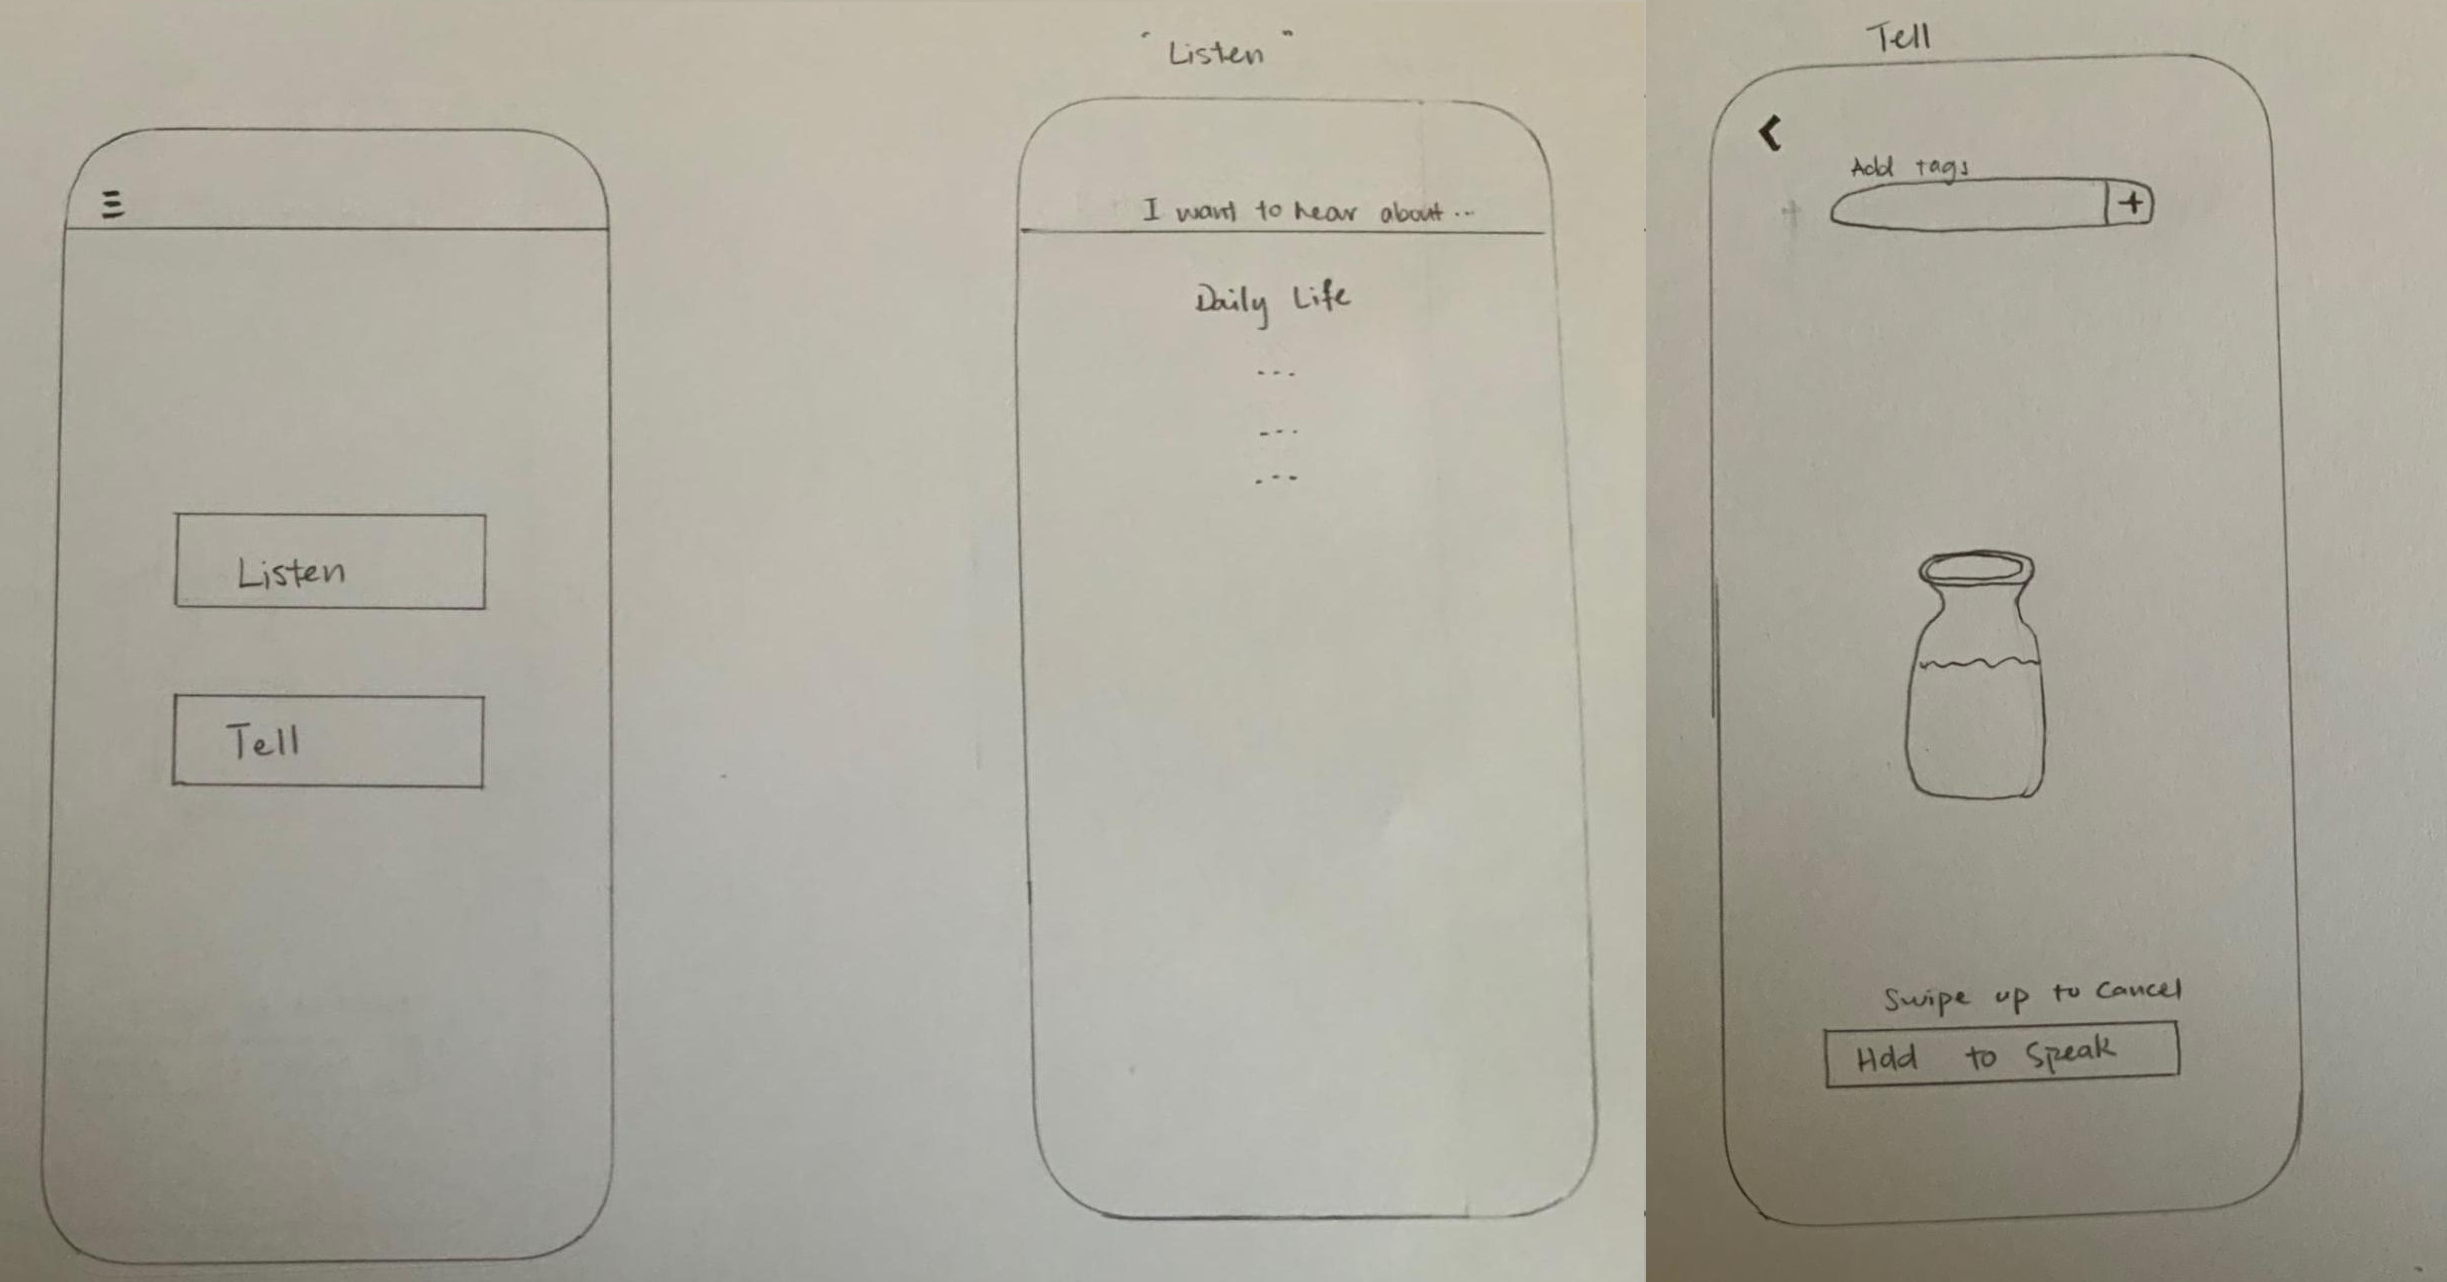 Listen
Tell
"Listen"
I want to hear about...
Daily Life
---
---
---
Tell
Add tags
+
Swipe up to cancel
Hold to Speak